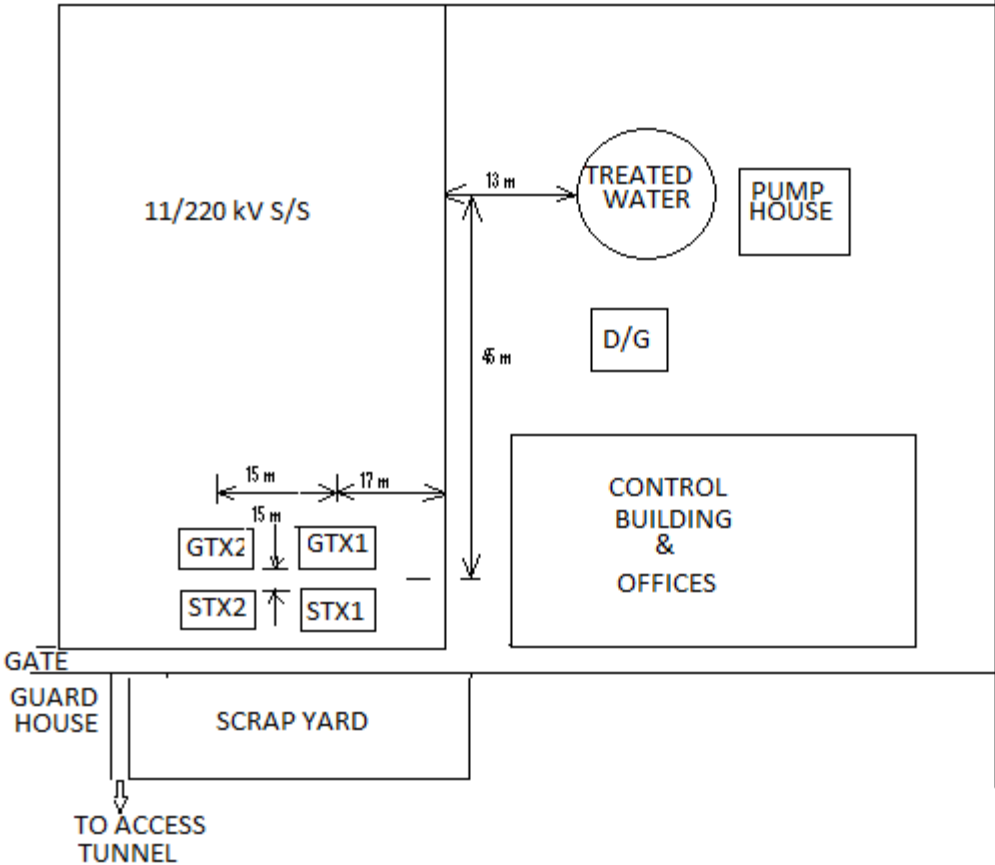 TREATED
WATER
PUMP
HOUSE
13 m
11/220 kV S/S
D/G
45 m
15 m
17 m
15 m
GTX2
GTX1
STX2
STX1
CONTROL
BUILDING
&
OFFICES
GATE
GUARD
HOUSE
SCRAP YARD
TO ACCESS
TUNNEL